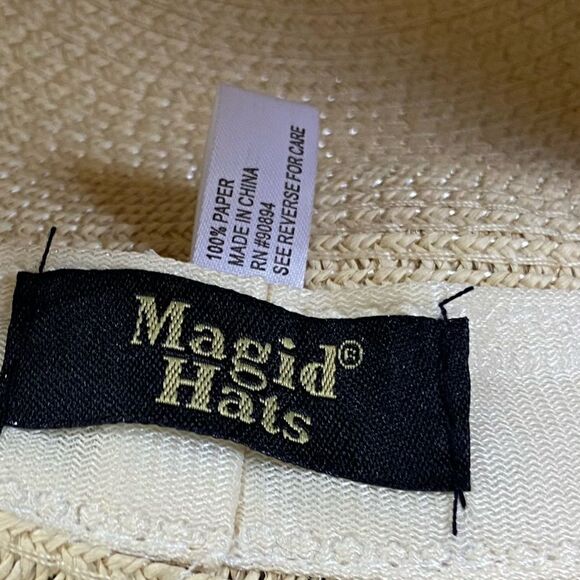 100% PAPER
MADE IN CHINA
RN #90894
SEE REVERSE FOR CARE
Magid®
Hats